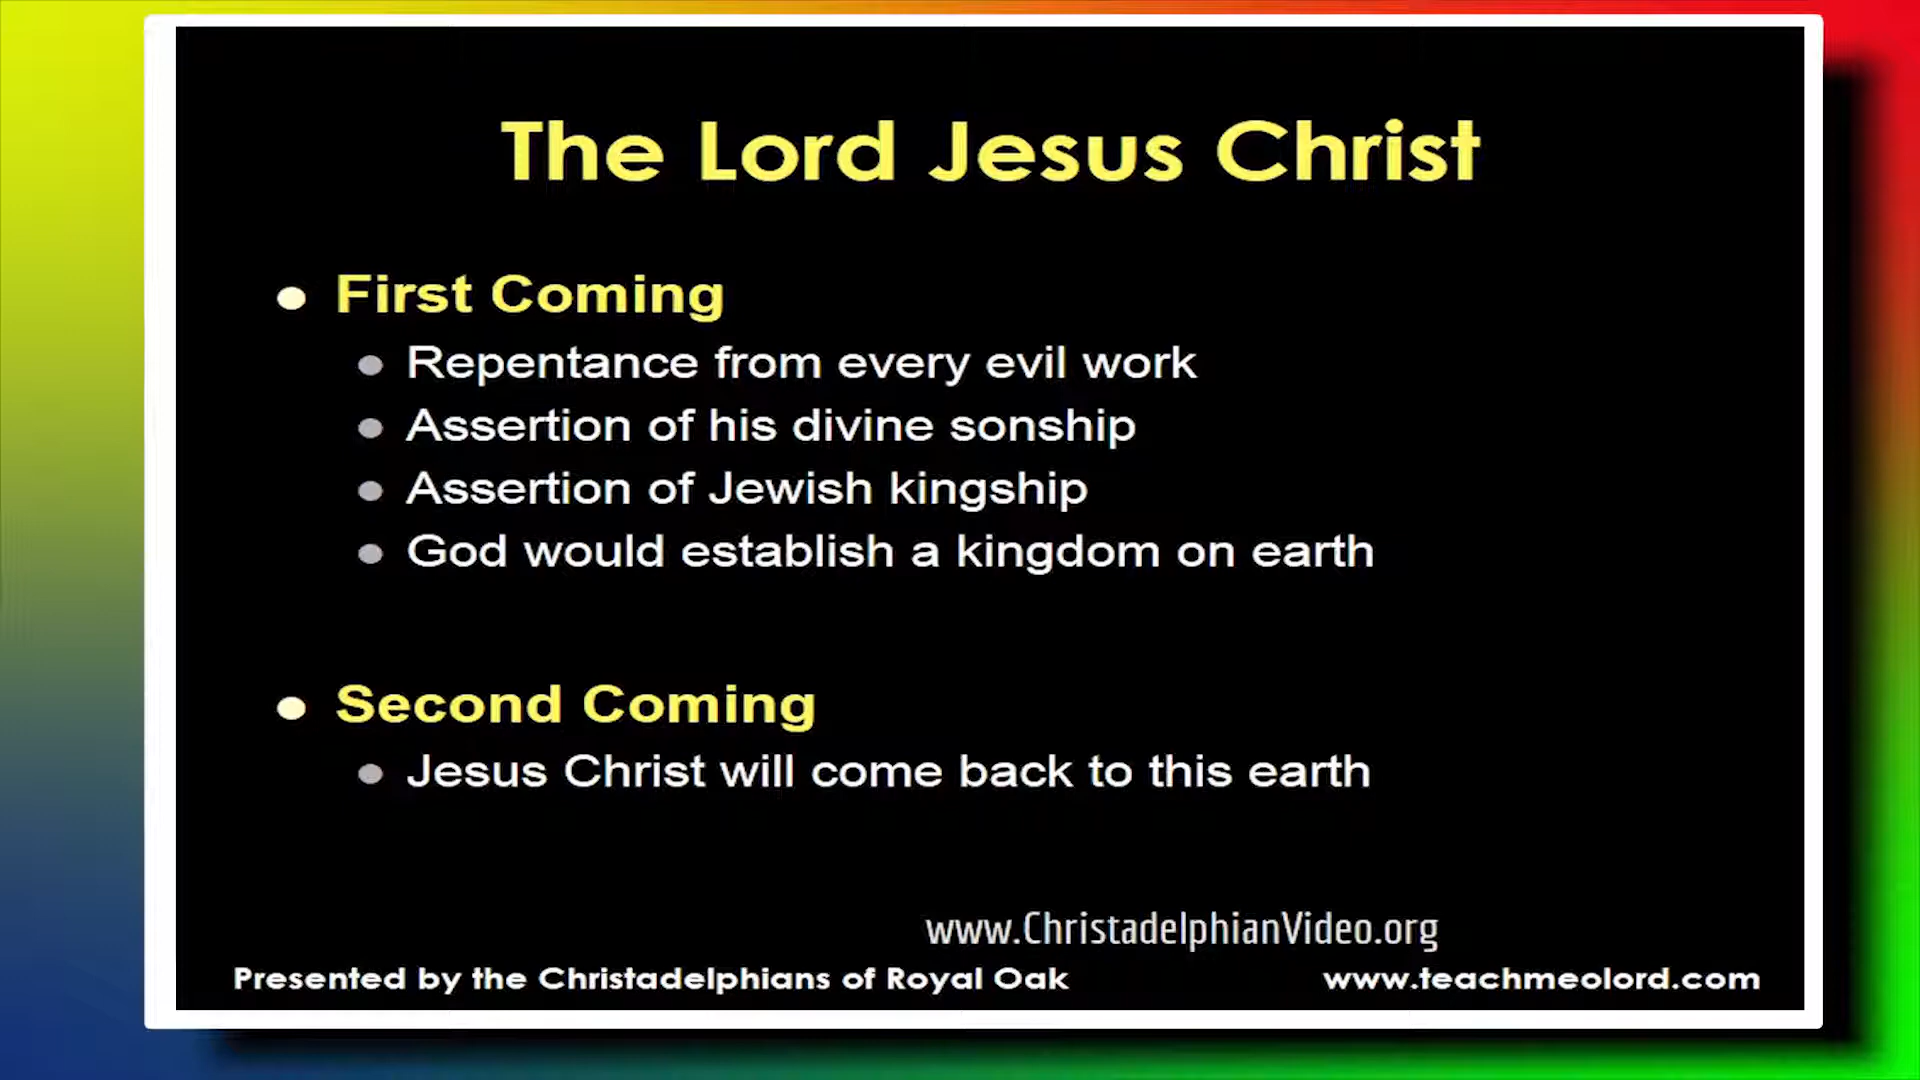 The Lord Jesus Christ
First Coming
Repentance from every evil work
Assertion of his divine sonship
Assertion of Jewish kingship
God would establish a kingdom on earth
Second Coming
Jesus Christ will come back to this earth
www.ChristadelphianVideo.org
Presented by the Christadelphians of Royal Oak www.teachmeolord.com